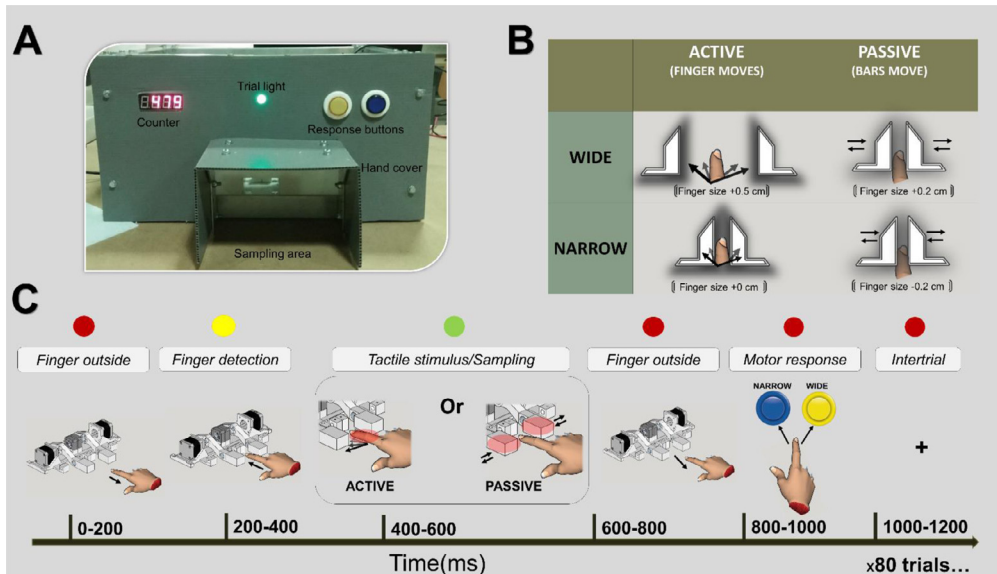 A
479
Counter
Trial light
Response buttons
Hand cover
Sampling area
B
ACTIVE
(FINGER MOVES)
PASSIVE
(BARS MOVE)
WIDE
(Finger size +0.5 cm)
(Finger size +0.2 cm)
NARROW
(Finger size +0 cm)
(Finger size -0.2 cm)
C
Finger outside
Finger detection
Tactile stimulus/Sampling
Finger outside
Motor response
Intertrial
ACTIVE
Or
PASSIVE
NARROW
WIDE
+
0-200
200-400
400-600
600-800
800-1000
1000-1200
Time(ms)
x80 trials...